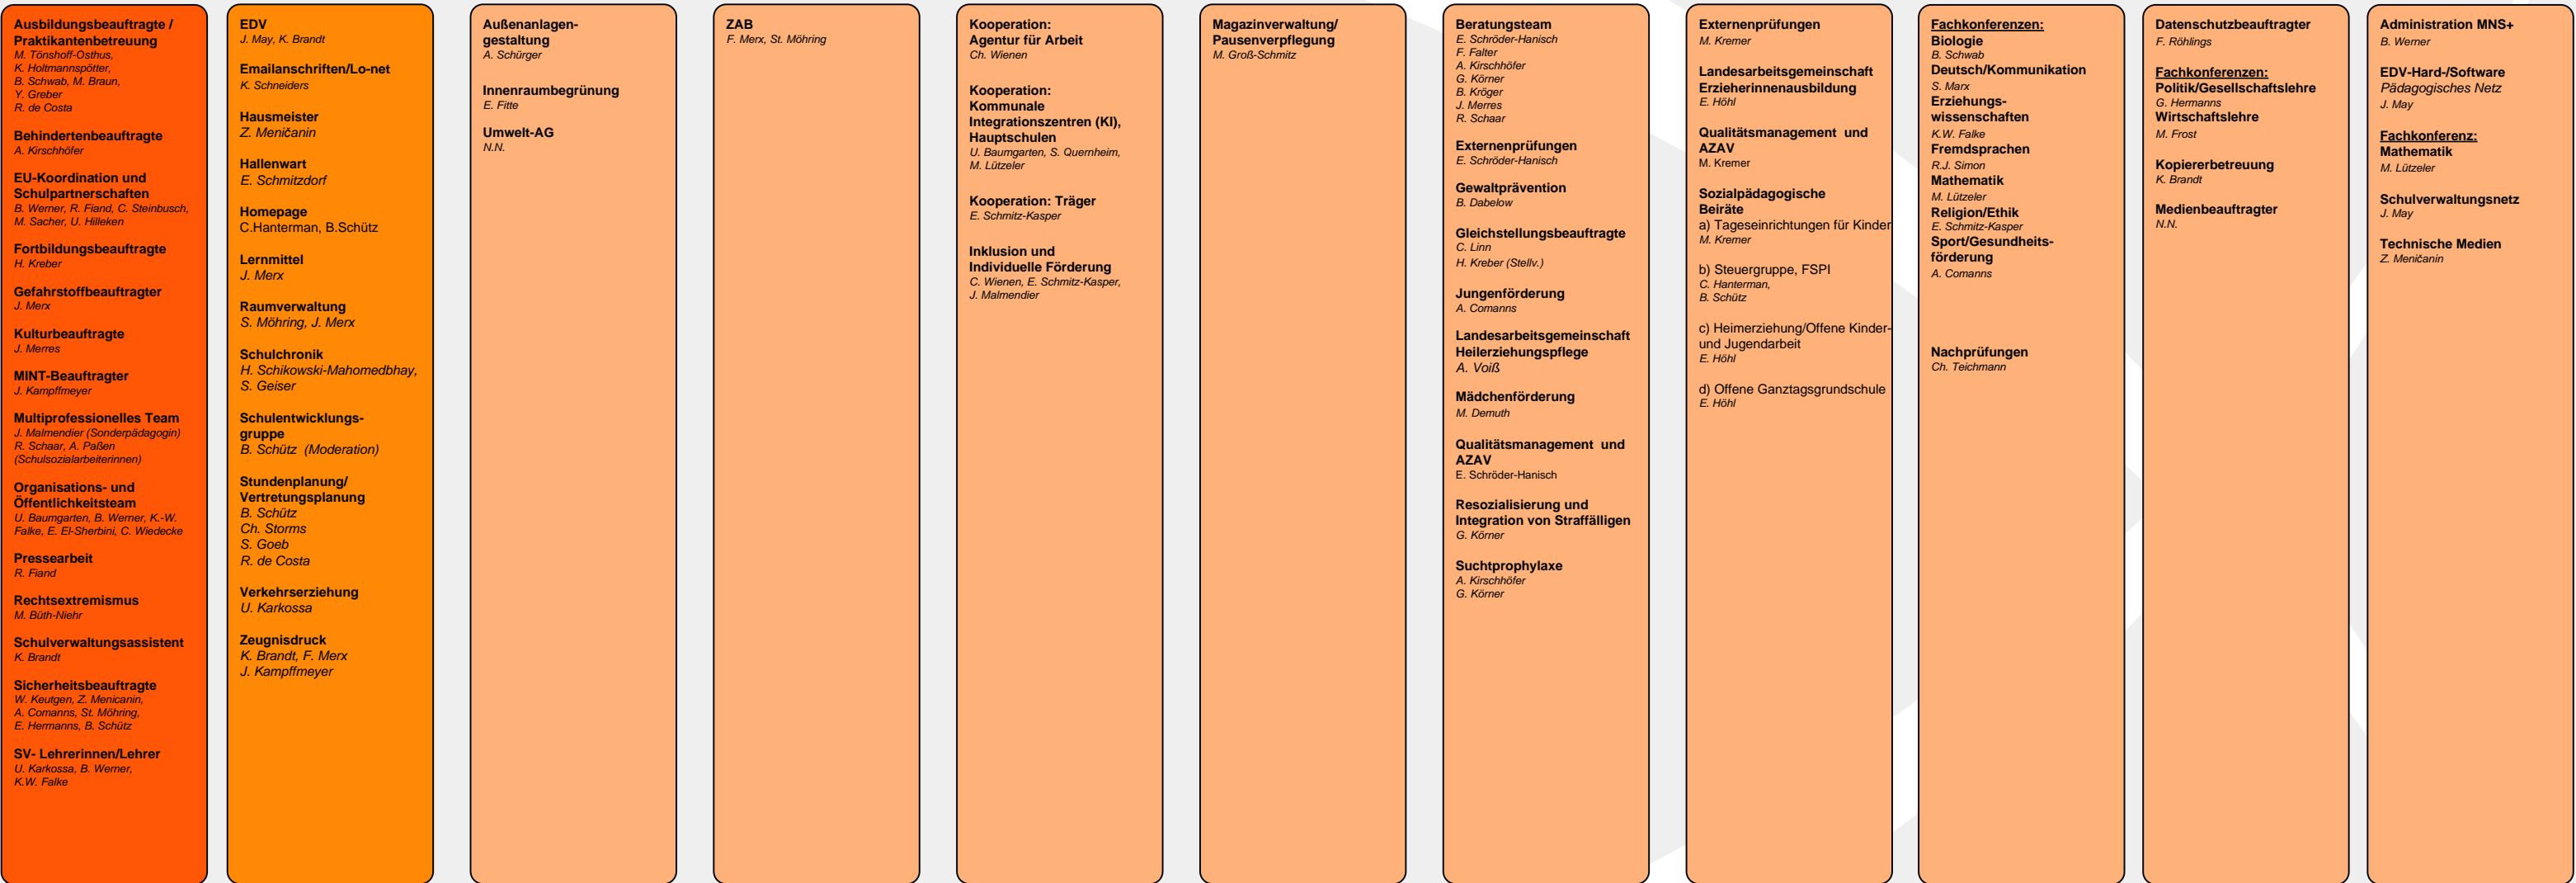 Ausbildungsbeauftragte /
Praktikantenbetreuung
M. Tönshoff-Osthus,
K. Holtmannspötter,
B. Schwab, M. Braun,
Y. Greber
R. de Costa
Behindertenbeauftragte
A. Kirschhöfer
EU-Koordination und
Schulpartnerschaften
B. Werner, R. Fiand, C. Steinbusch,
M. Sacher, U. Hilleken
Fortbildungsbeauftragte
H. Kreber
Gefahrstoffbeauftragter
J. Merx
Kulturbeauftragte
J. Merres
MINT-Beauftragter
J. Kampffmeyer
Multiprofessionelles Team
J. Malmendier (Sonderpädagogin)
R. Schaar, A. Paßen
(Schulsozialarbeiterinnen)
Organisations- und
Öffentlichkeitsteam
U. Baumgarten, B. Werner, K.-W.
Falke, E. El-Sherbini, C. Wiedecke
Pressearbeit
R. Fiand
Rechtsextremismus
M. Büth-Niehr
Schulverwaltungsassistent
K. Brandt
Sicherheitsbeauftragte
W. Keutgen, Z. Menicanin,
A. Comanns, St. Möhring,
E. Hermanns, B. Schütz
SV- Lehrerinnen/Lehrer
U. Karkossa, B. Werner,
K.W. Falke
EDV
J. May, K. Brandt
Emailanschriften/Lo-net
K. Schneiders
Hausmeister
Z. Meničanin
Hallenwart
E. Schmitzdorf
Homepage
C.Hanterman, B.Schütz
Lernmittel
J. Merx
Raumverwaltung
S. Möhring, J. Merx
Schulchronik
H. Schikowski-Mahomedbhay,
S. Geiser
Schulentwicklungs-
gruppe
B. Schütz (Moderation)
Stundenplanung/
Vertretungsplanung
B. Schütz
Ch. Storms
S. Goeb
R. de Costa
Verkehrserziehung
U. Karkossa
Zeugnisdruck
K. Brandt, F. Merx
J. Kampffmeyer
Außenanlagen-
gestaltung
A. Schürger
Innenraumbegrünung
E. Fitte
Umwelt-AG
N.N.
ZAB
F. Merx, St. Möhring
Kooperation:
Agentur für Arbeit
Ch. Wienen
Kooperation:
Kommunale
Integrationszentren (KI),
Hauptschulen
U. Baumgarten, S. Quernheim,
M. Lützeler
Kooperation: Träger
E. Schmitz-Kasper
Inklusion und
Individuelle Förderung
C. Wienen, E. Schmitz-Kasper,
J. Malmendier
Magazinverwaltung/
Pausenverpflegung
M. Groß-Schmitz
Beratungsteam
E. Schröder-Hanisch
F. Falter
A. Kirschhöfer
G. Körner
B. Kröger
J. Merres
R. Schaar
Externenprüfungen
E. Schröder-Hanisch
Gewaltprävention
B. Dabelow
Gleichstellungsbeauftragte
C. Linn
H. Kreber (Stellv.)
Jungenförderung
A. Comanns
Landesarbeitsgemeinschaft
Heilerziehungspflege
A. Voiß
Mädchenförderung
M. Demuth
Qualitätsmanagement und
AZAV
E. Schröder-Hanisch
Resozialisierung und
Integration von Straffälligen
G. Körner
Suchtprophylaxe
A. Kirschhöfer
G. Körner
Externenprüfungen
M. Kremer
Landesarbeitsgemeinschaft
Erzieherinnenausbildung
E. Höhl
Qualitätsmanagement und
AZAV
M. Kremer
Sozialpädagogische
Beiräte
a) Tageseinrichtungen für Kinder
M. Kremer
b) Steuergruppe, FSPI
C. Hanterman,
B. Schütz
c) Heimerziehung/Offene Kinder-
und Jugendarbeit
E. Höhl
d) Offene Ganztagsgrundschule
E. Höhl
Fachkonferenzen:
Biologie
B. Schwab
Deutsch/Kommunikation
S. Marx
Erziehungs-
wissenschaften
K.W. Falke
Fremdsprachen
R.J. Simon
Mathematik
M. Lützeler
Religion/Ethik
E. Schmitz-Kasper
Sport/Gesundheits-
förderung
A. Comanns
Nachprüfungen
Ch. Teichmann
Datenschutzbeauftragter
F. Röhlings
Fachkonferenzen:
Politik/Gesellschaftslehre
G. Hermanns
Wirtschaftslehre
M. Frost
Kopiererbetreuung
K. Brandt
Medienbeauftragter
N.N.
Administration MNS+
B. Werner
EDV-Hard-/Software
Pädagogisches Netz
J. May
Fachkonferenz:
Mathematik
M. Lützeler
Schulverwaltungsnetz
J. May
Technische Medien
Z. Meničanin